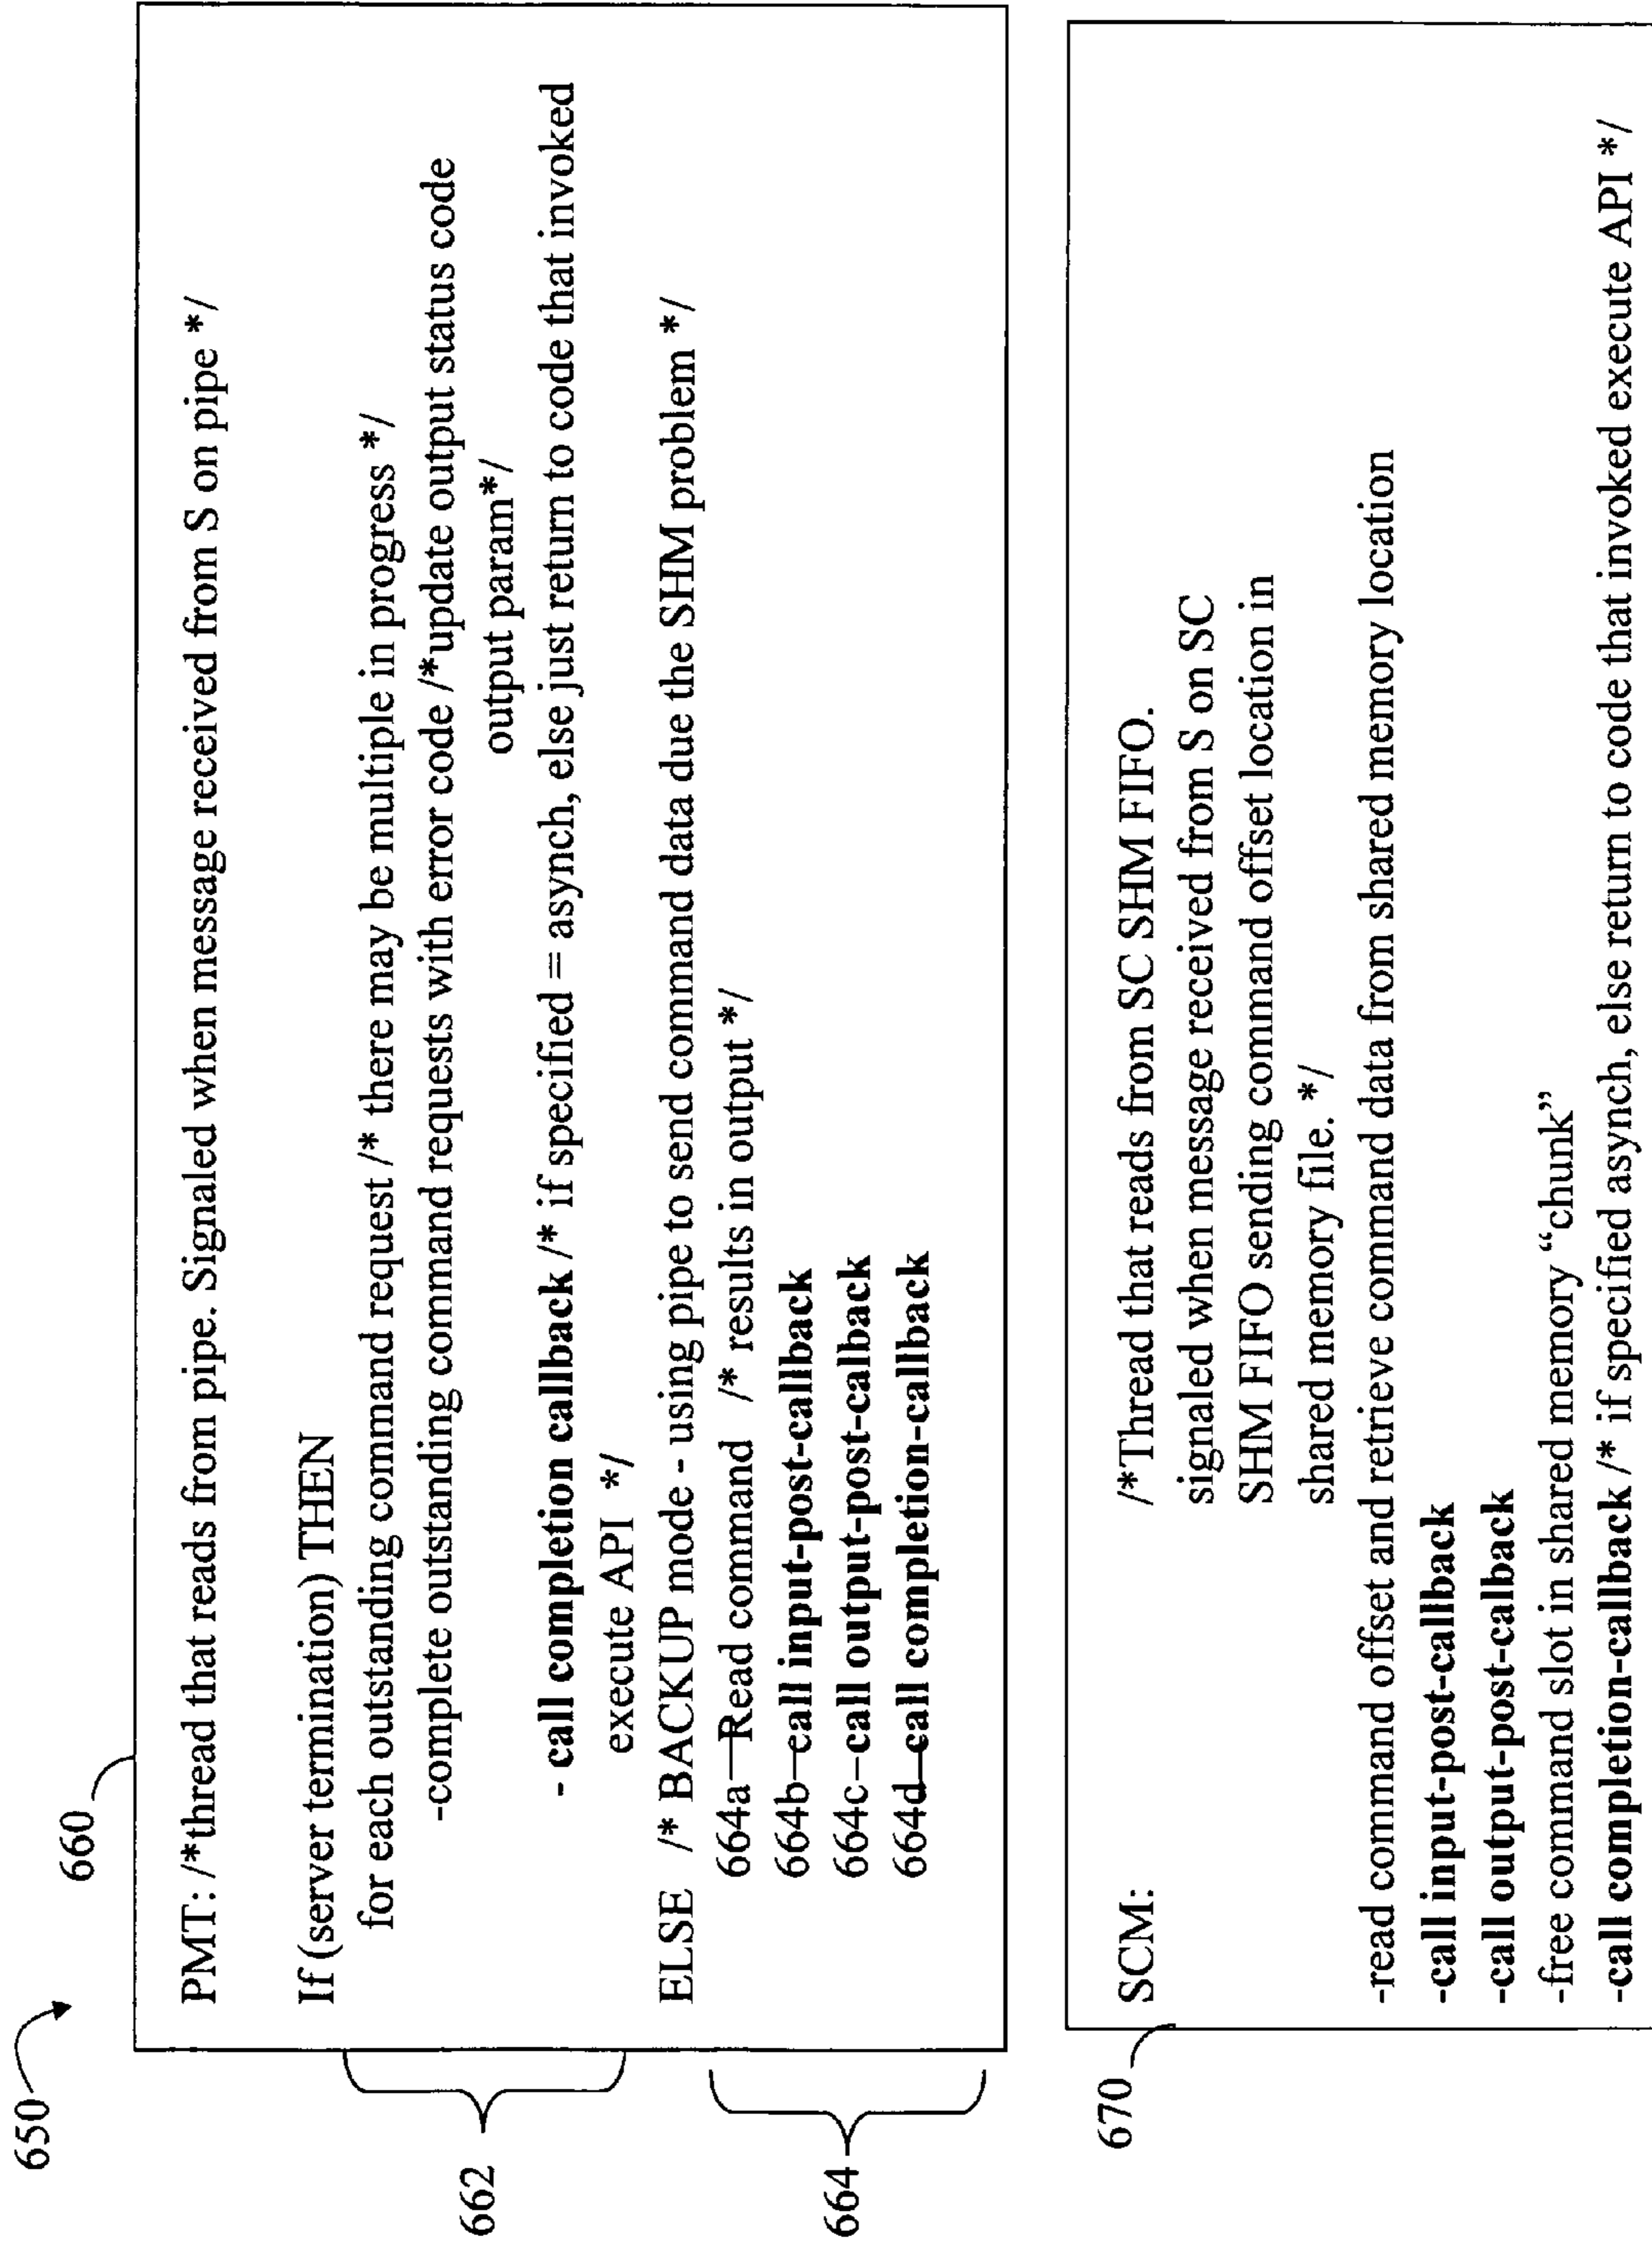 650
660
PMT: /*thread that reads from pipe. Signaled when message received from S on pipe */
If (server termination) THEN
for each outstanding command request /* there may be multiple in progress */
-complete outstanding command requests with error code /*update output status code
output param*/
- call completion callback /* if specified = asynch, else just return to code that invoked
execute API */
662
ELSE /* BACKUP mode - using pipe to send command data due the SHM problem */
664a Read command /* results in output */
664b call input-post-callback
664c call output-post-calback
664d call completion-callback
664
670
SCM:
/*Thread that reads from SC SHM FIFO.
signaled when message received from S on SC
SHM FIFO sending command offset location in
shared memory file. */
-read command offset and retrieve command data from shared memory location
-call input-post-callback
-call output-post-calback
-free command slot in shared memory “chunk”
-call completion-callback /* if specified asynch, else return to code that invoked execute API */